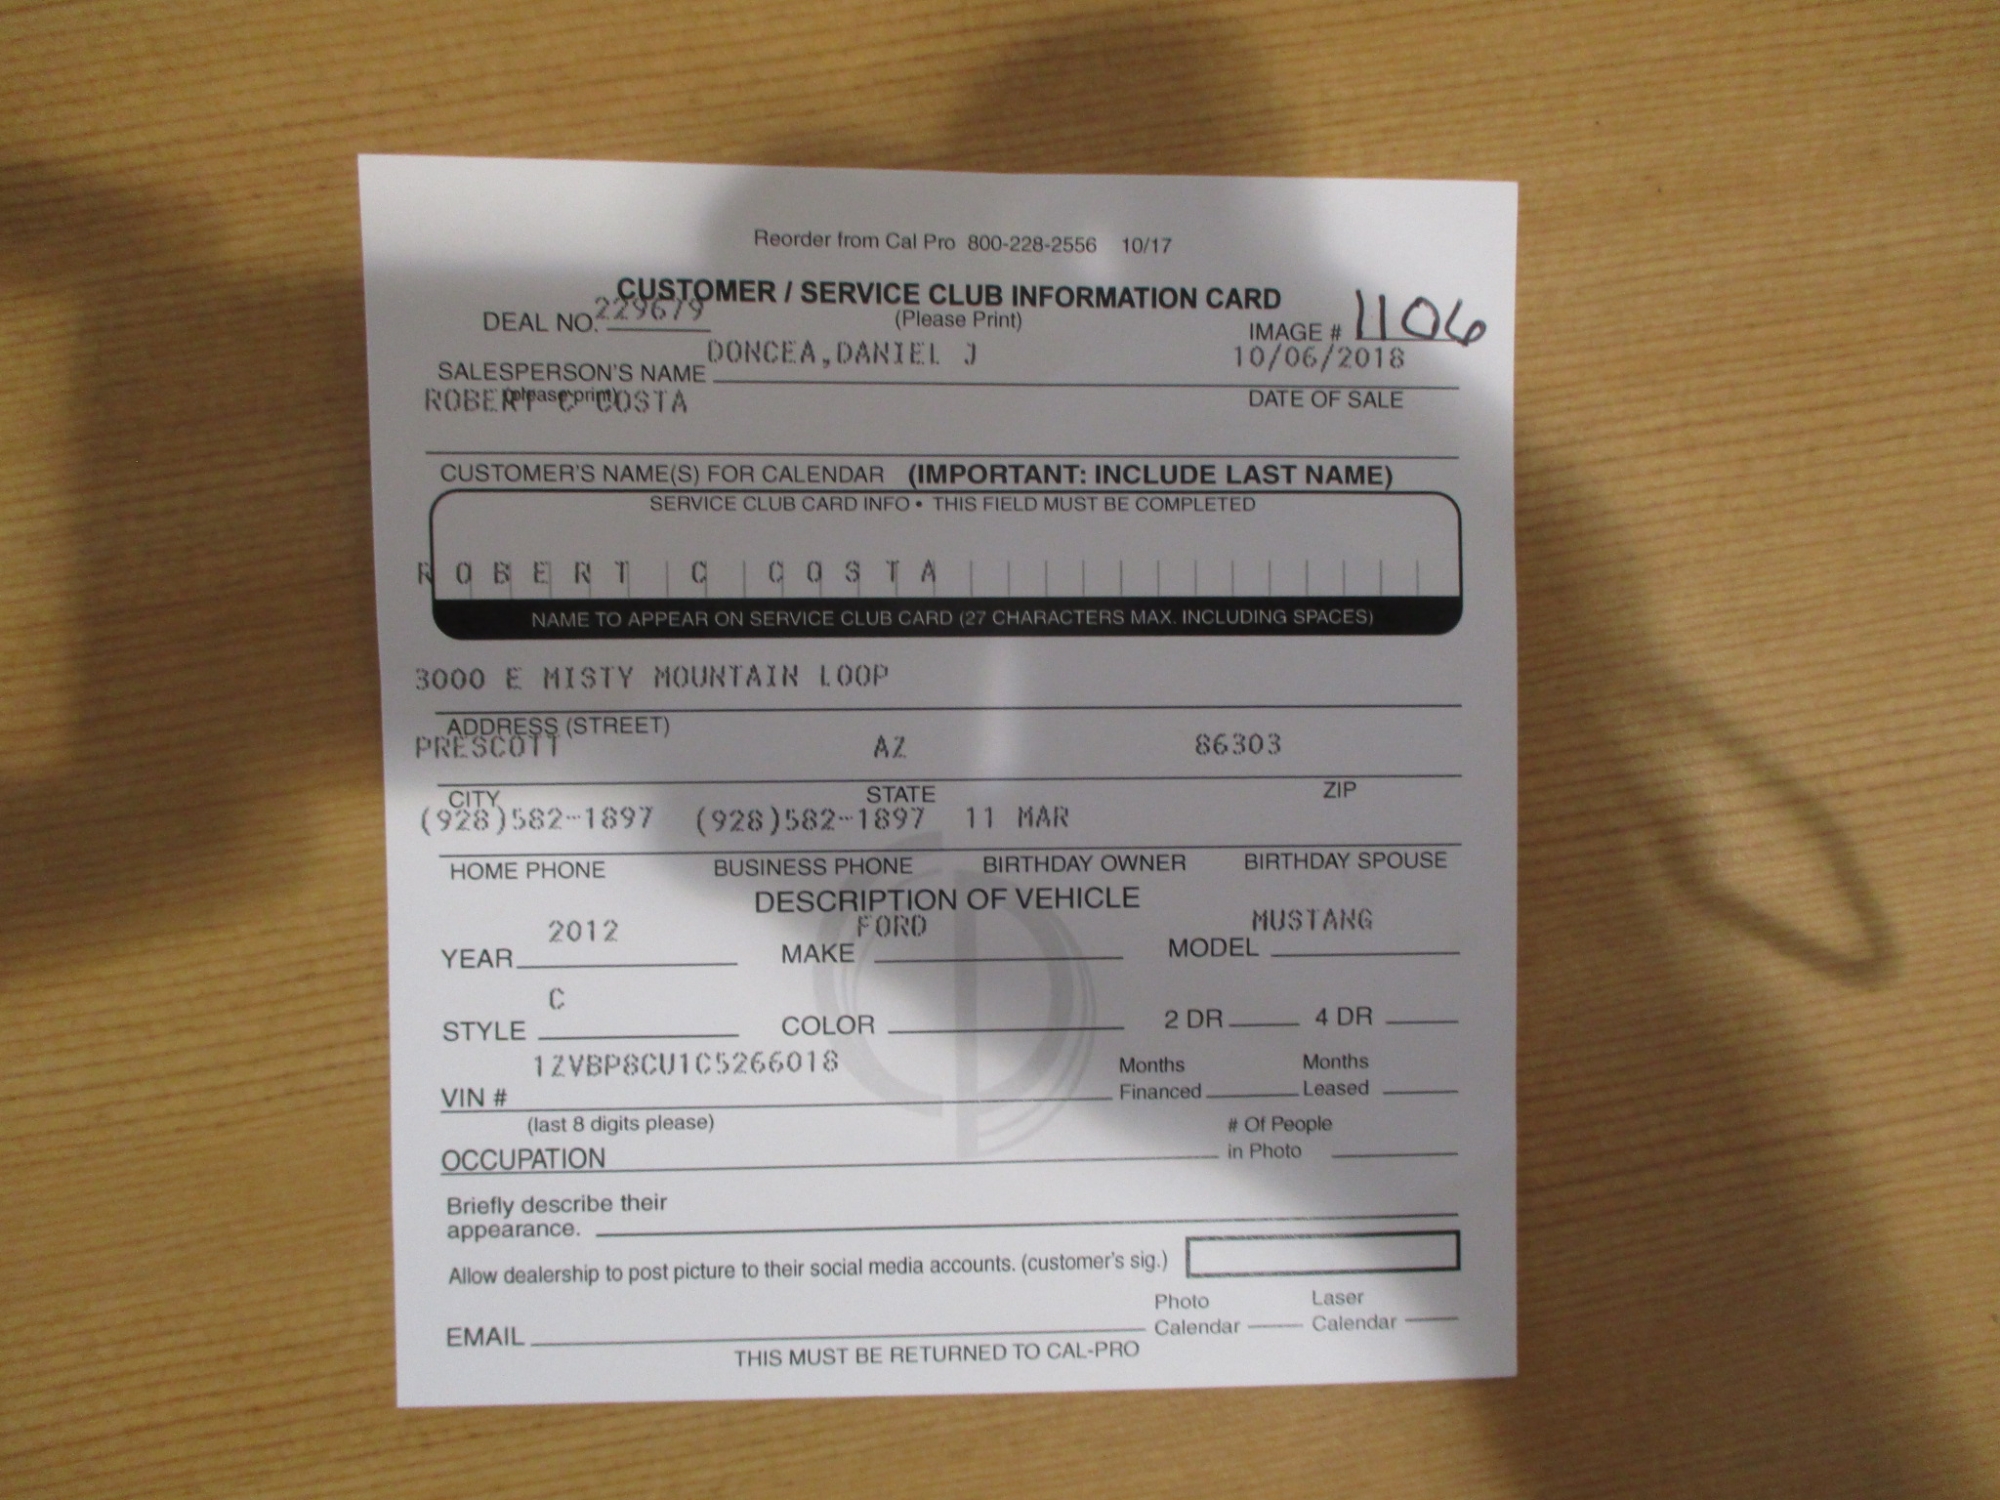 Reorder from Cal Pro 800-228-2556 10/17
CUSTOMER / SERVICE CLUB INFORMATION CARD
DEAL NO. 229679 (Please Print) IMAGE # 1106
SALESPERSON'S NAME DONCEA,DANIEL J 10/06/2018
(please print) DATE OF SALE
ROBERT C COSTA
CUSTOMER'S NAME(S) FOR CALENDAR (IMPORTANT: INCLUDE LAST NAME)
SERVICE CLUB CARD INFO • THIS FIELD MUST BE COMPLETED
ROBERT C COSTA
NAME TO APPEAR ON SERVICE CLUB CARD (27 CHARACTERS MAX. INCLUDING SPACES)
3000 E MISTY MOUNTAIN LOOP
ADDRESS (STREET)
PRESCOTT AZ 86303
CITY STATE ZIP
(928)582-1897 (928)582-1897 11 MAR
HOME PHONE BUSINESS PHONE BIRTHDAY OWNER BIRTHDAY SPOUSE
DESCRIPTION OF VEHICLE
YEAR 2012 MAKE FORD MODEL MUSTANG
STYLE C COLOR 2 DR 4 DR
VIN # 1ZVBP8CU1C5266018 Months Financed Months Leased
(last 8 digits please)
OCCUPATION # Of People in Photo
Briefly describe their
appearance.
Allow dealership to post picture to their social media accounts. (customer's sig.)
EMAIL Photo Calendar Laser Calendar
THIS MUST BE RETURNED TO CAL-PRO